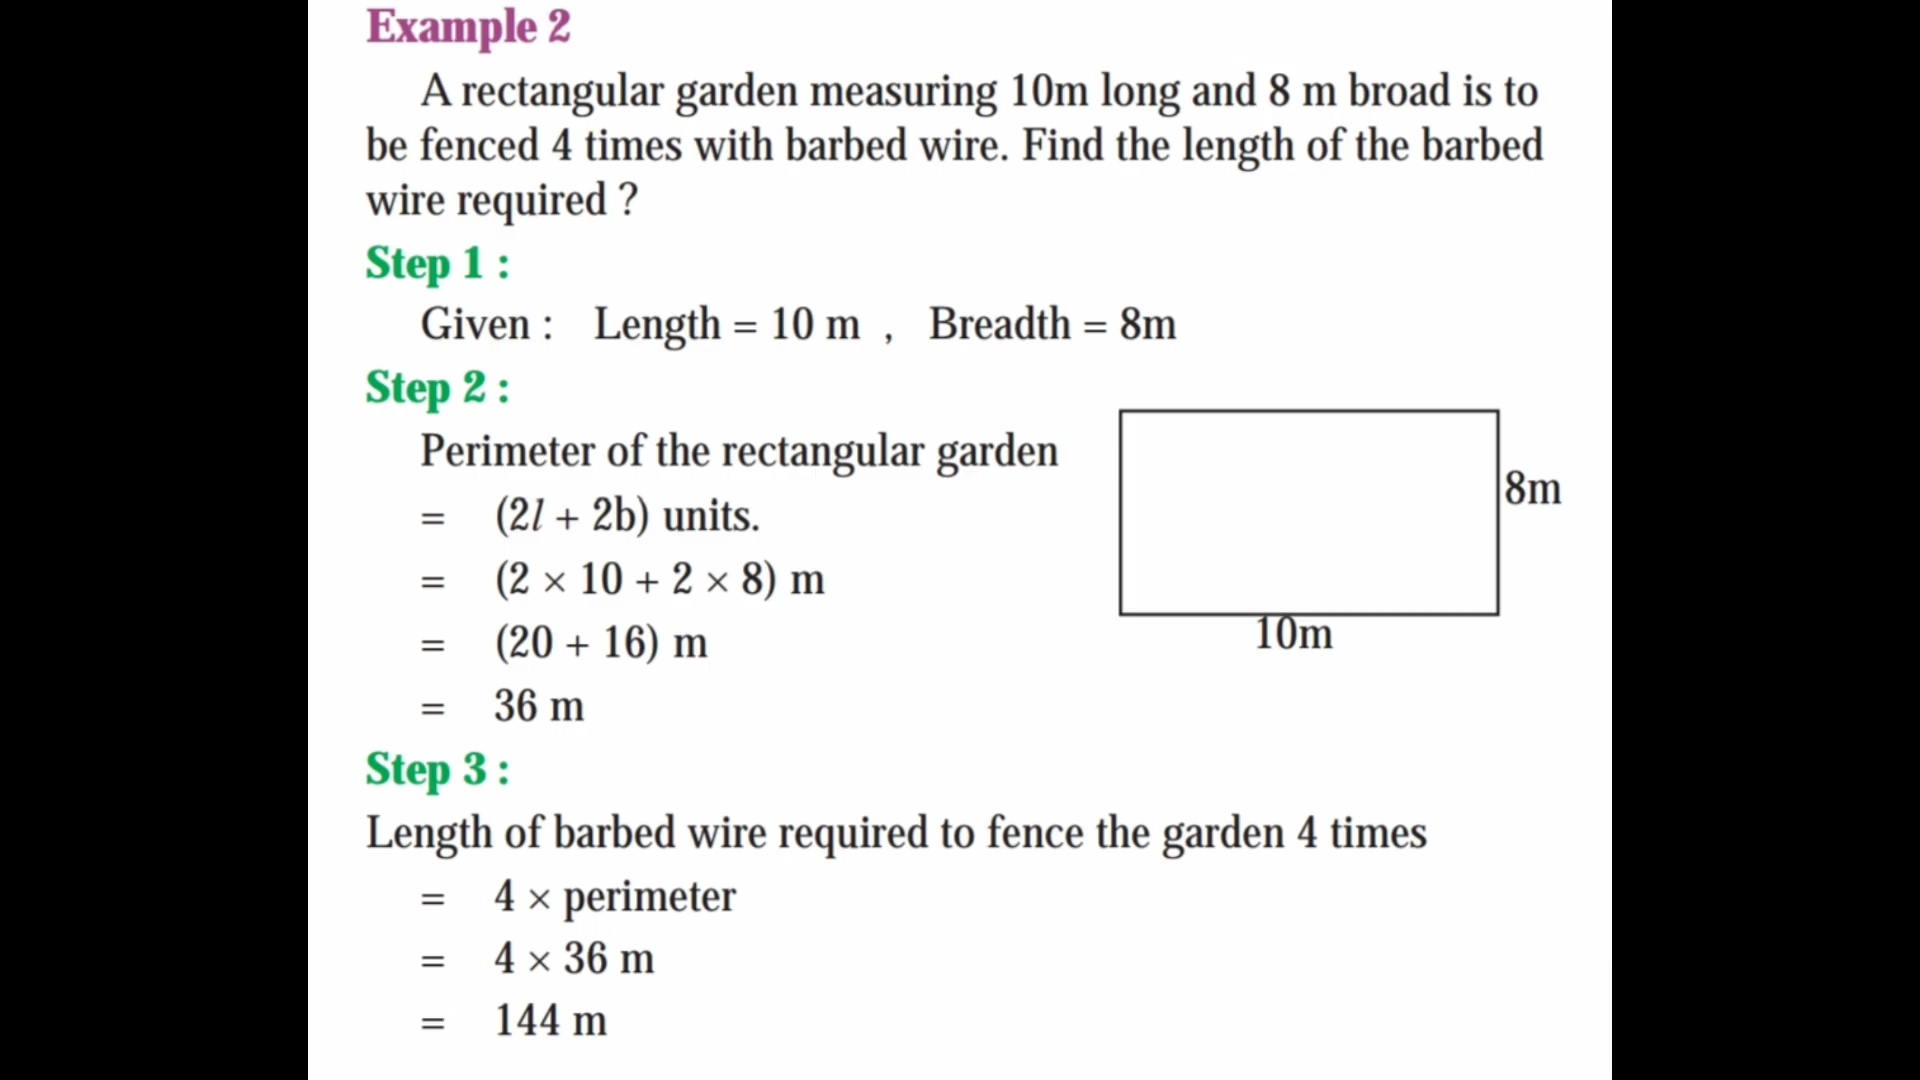 Example 2
A rectangular garden measuring 10m long and 8 m broad is to
be fenced 4 times with barbed wire. Find the length of the barbed
wire required ?
Step 1 :
Given : Length = 10 m , Breadth = 8m
Step 2 :
Perimeter of the rectangular garden
= (2l + 2b) units.
= (2 × 10 + 2 × 8) m
= (20 + 16) m
= 36 m
8m
10m
Step 3 :
Length of barbed wire required to fence the garden 4 times
= 4 × perimeter
= 4 × 36 m
= 144 m